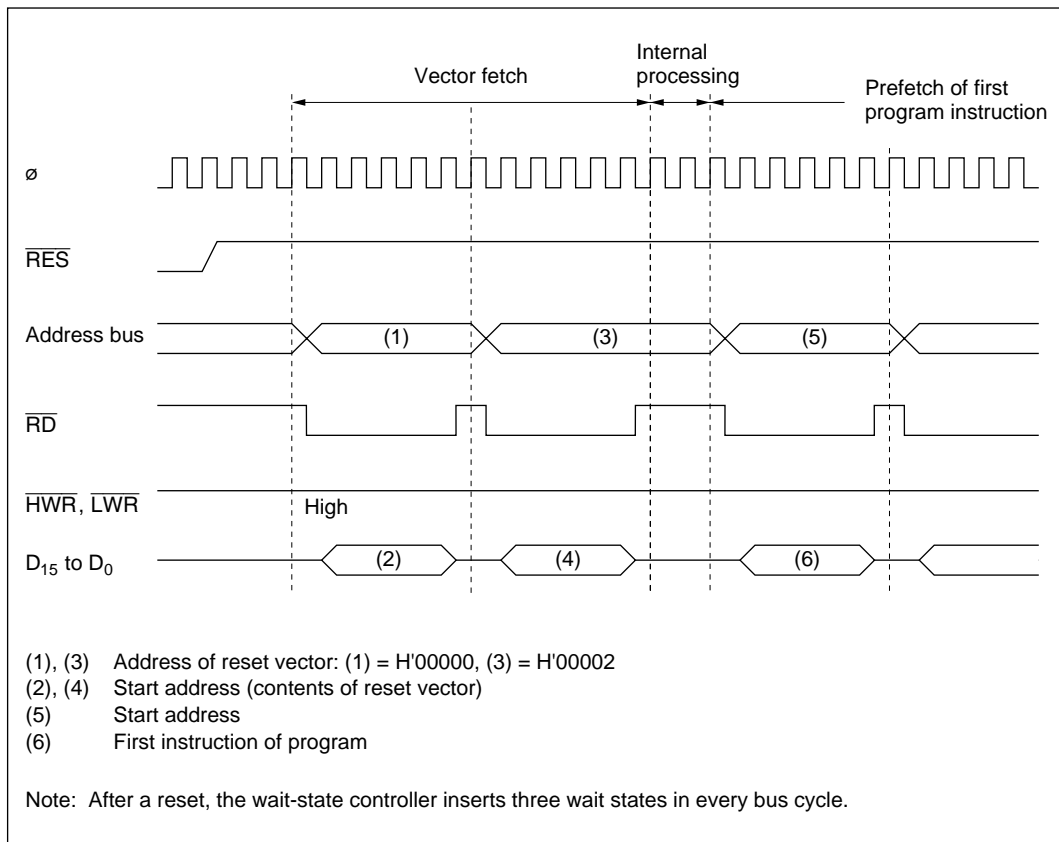 Vector fetch
Internal
processing
Prefetch of first
program instruction
ø
RES
Address bus
(1)
(3)
(5)
RD
HWR, LWR
High
D15 to D0
(2)
(4)
(6)
(1), (3) Address of reset vector: (1) = H'00000, (3) = H'00002
(2), (4) Start address (contents of reset vector)
(5) Start address
(6) First instruction of program
Note: After a reset, the wait-state controller inserts three wait states in every bus cycle.